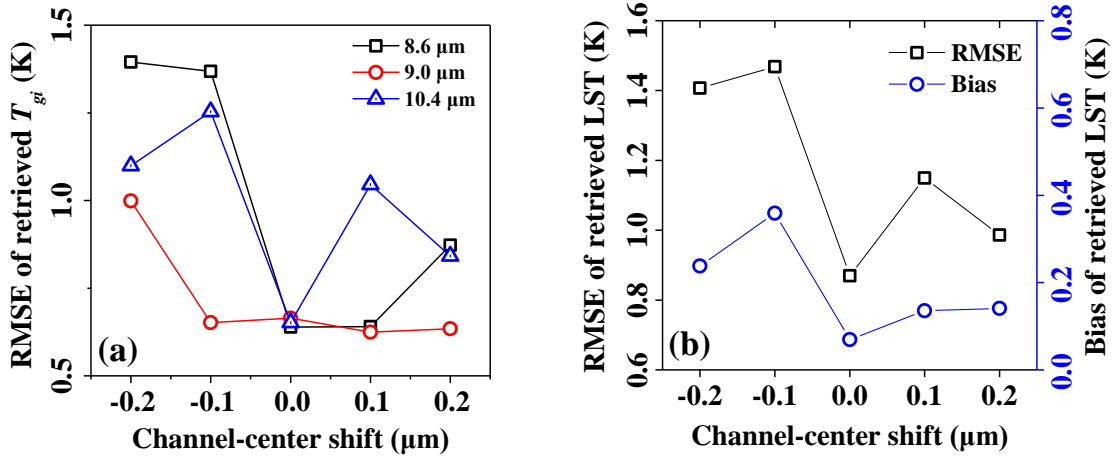 RMSE of retrieved T_gi (K)
1.5
1.0
0.5
8.6 μm
9.0 μm
10.4 μm
(a)
-0.2 -0.1 0.0 0.1 0.2
Channel-center shift (μm)
RMSE of retrieved LST (K)
1.6
1.4
1.2
1.0
0.8
0.6
RMSE
Bias
(b)
-0.2 -0.1 0.0 0.1 0.2
Channel-center shift (μm)
0.8
0.6
0.4
0.2
0.0
Bias of retrieved LST (K)